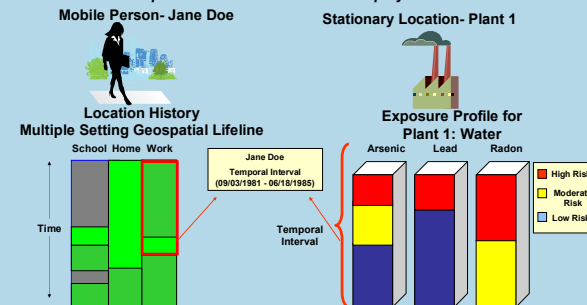 Mobile Person- Jane Doe
Stationary Location- Plant 1
Location History
Multiple Setting Geospatial Lifeline
School Home Work
Time
Jane Doe
Temporal Interval
(09/03/1981 - 06/18/1985)
Temporal
Interval
Exposure Profile for
Plant 1: Water
Arsenic Lead Radon
High Risk
Moderat
Risk
Low Risk